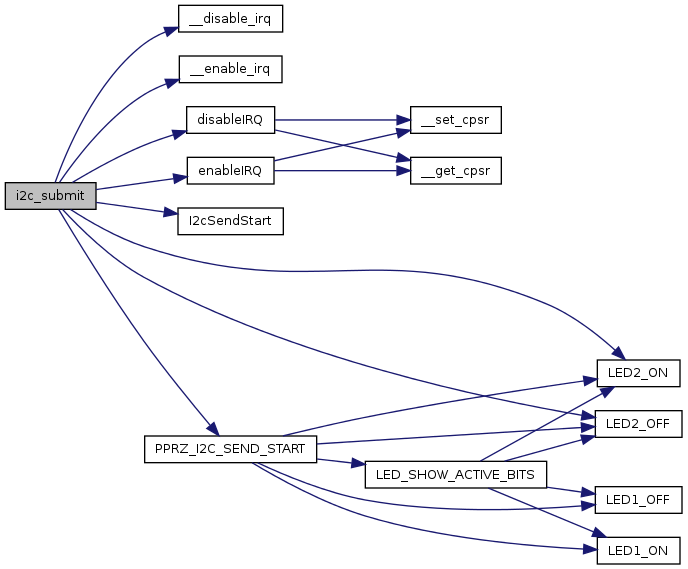 __disable_irq
__enable_irq
disableIRQ
__set_cpsr
enableIRQ
__get_cpsr
i2c_submit
I2cSendStart
LED2_ON
LED2_OFF
PPRZ_I2C_SEND_START
LED_SHOW_ACTIVE_BITS
LED1_OFF
LED1_ON